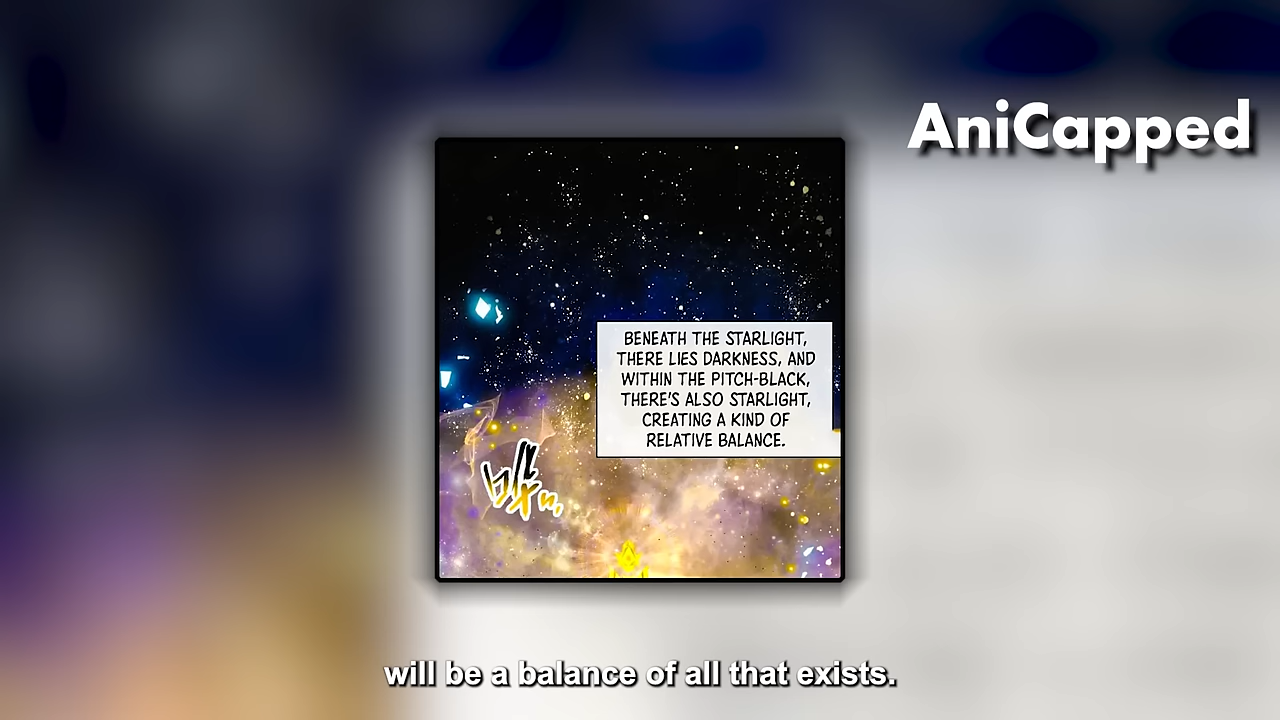 AniCapped
BENEATH THE STARLIGHT,
THERE LIES DARKNESS, AND
WITHIN THE PITCH-BLACK,
THERE'S ALSO STARLIGHT,
CREATING A KIND OF
RELATIVE BALANCE.
will be a balance of all that exists.